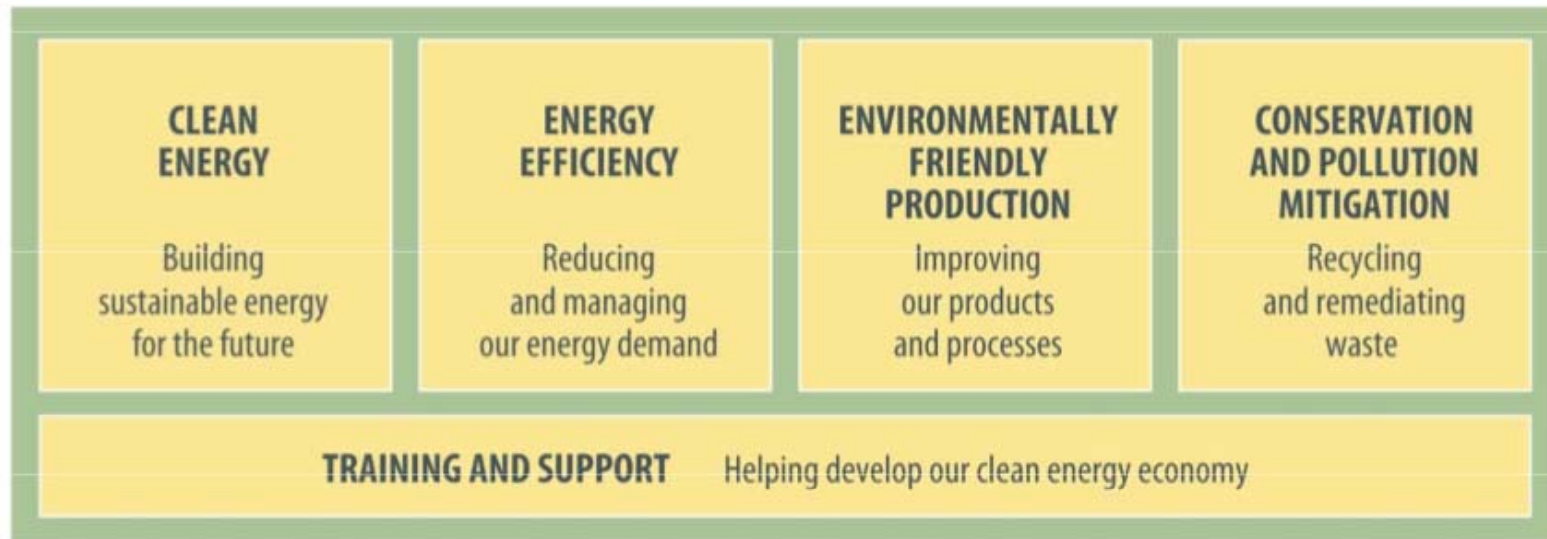 CLEAN
ENERGY
Building
sustainable energy
for the future
ENERGY
EFFICIENCY
Reducing
and managing
our energy demand
ENVIRONMENTALLY
FRIENDLY
PRODUCTION
Improving
our products
and processes
CONSERVATION
AND POLLUTION
MITIGATION
Recycling
and remediating
waste
TRAINING AND SUPPORT Helping develop our clean energy economy